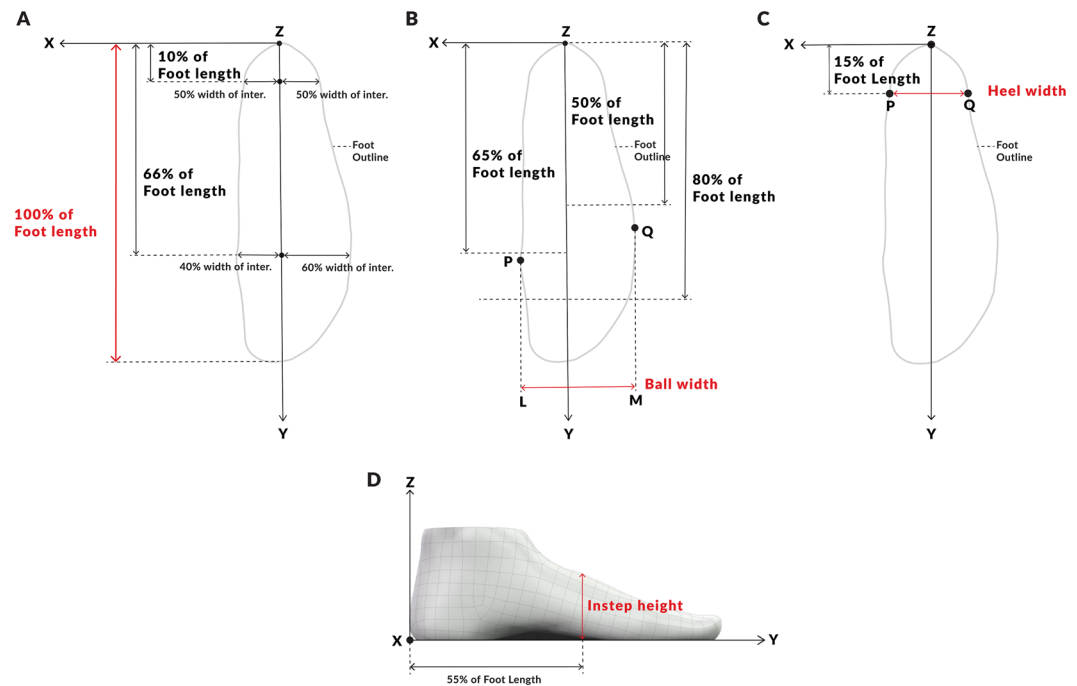 A
Z
X
10% of
Foot length
50% width of inter.
50% width of inter.
Foot
Outline
66% of
Foot length
100% of
Foot length
40% width of inter.
60% width of inter.
Y
B
Z
X
50% of
Foot length
Foot
Outline
65% of
Foot length
80% of
Foot length
Q
P
Ball width
L
M
Y
C
Z
X
15% of
Foot Length
Heel width
P
Q
Foot
Outline
Y
D
Z
Instep height
X
Y
55% of Foot Length